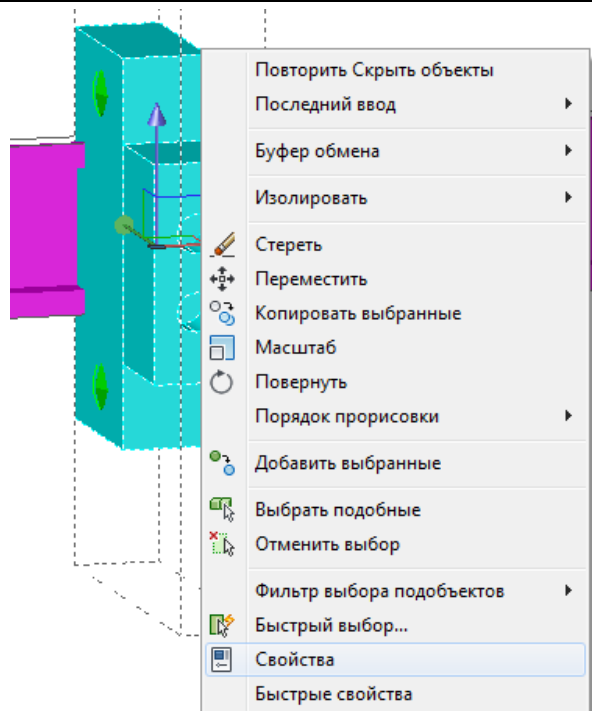 Повторить Скрыть объекты
Последний ввод
Буфер обмена
Изолировать
Стереть
Переместить
Копировать выбранные
Масштаб
Повернуть
Порядок прорисовки
Добавить выбранные
Выбрать подобные
Отменить выбор
Фильтр выбора подобъектов
Быстрый выбор...
Свойства
Быстрые свойства